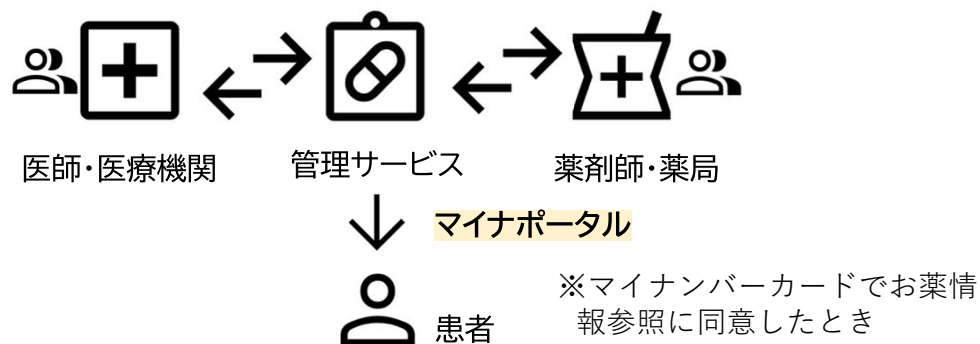 医師・医療機関
管理サービス
薬剤師・薬局
マイナポータル
※マイナンバーカードでお薬情
報参照に同意したとき
患者